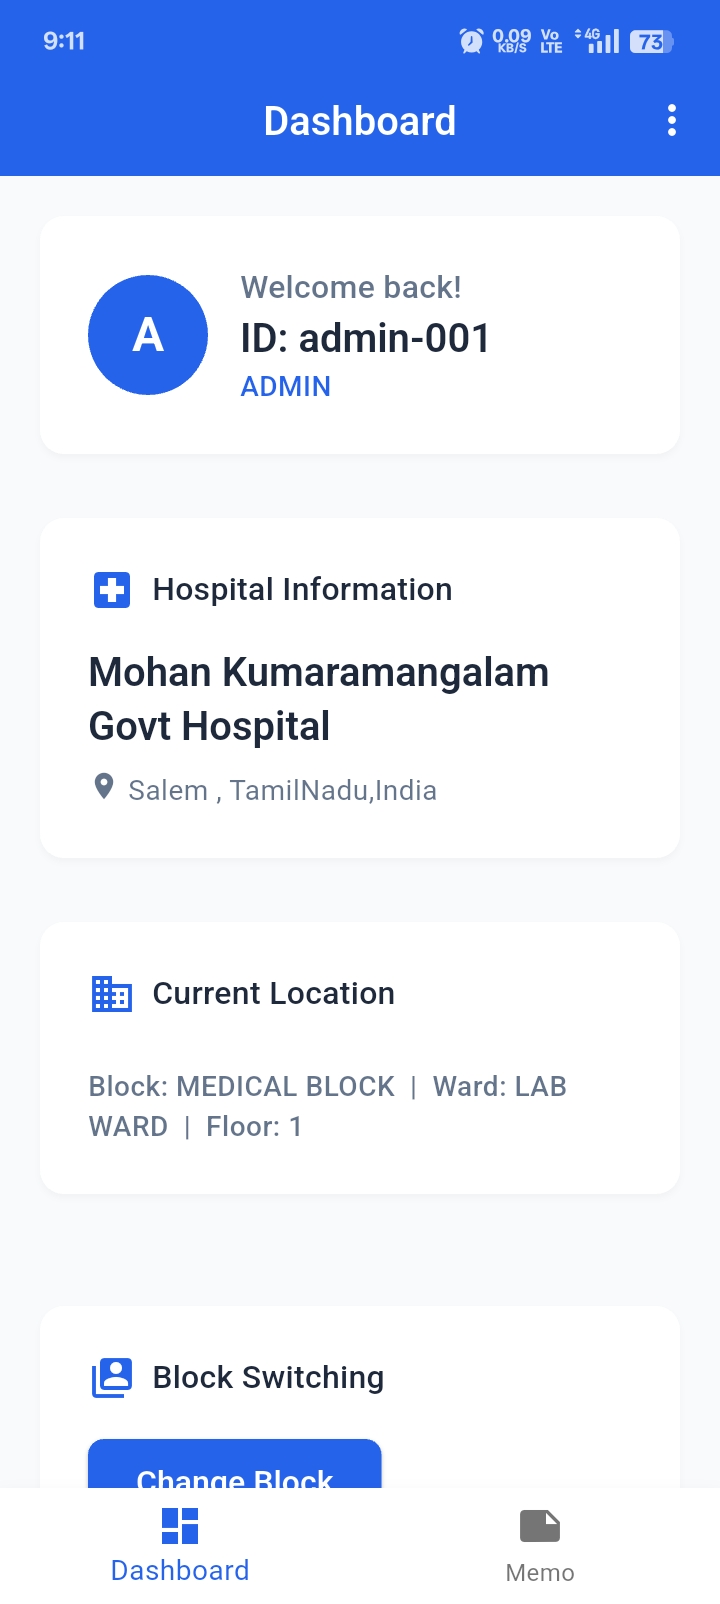 9:11
0.09 KB/S Vo LTE 4G 73
Dashboard
A
Welcome back!
ID: admin-001
ADMIN
Hospital Information
Mohan Kumaramangalam
Govt Hospital
Salem , TamilNadu,India
Current Location
Block: MEDICAL BLOCK | Ward: LAB
WARD | Floor: 1
Block Switching
Change Block
Dashboard
Memo